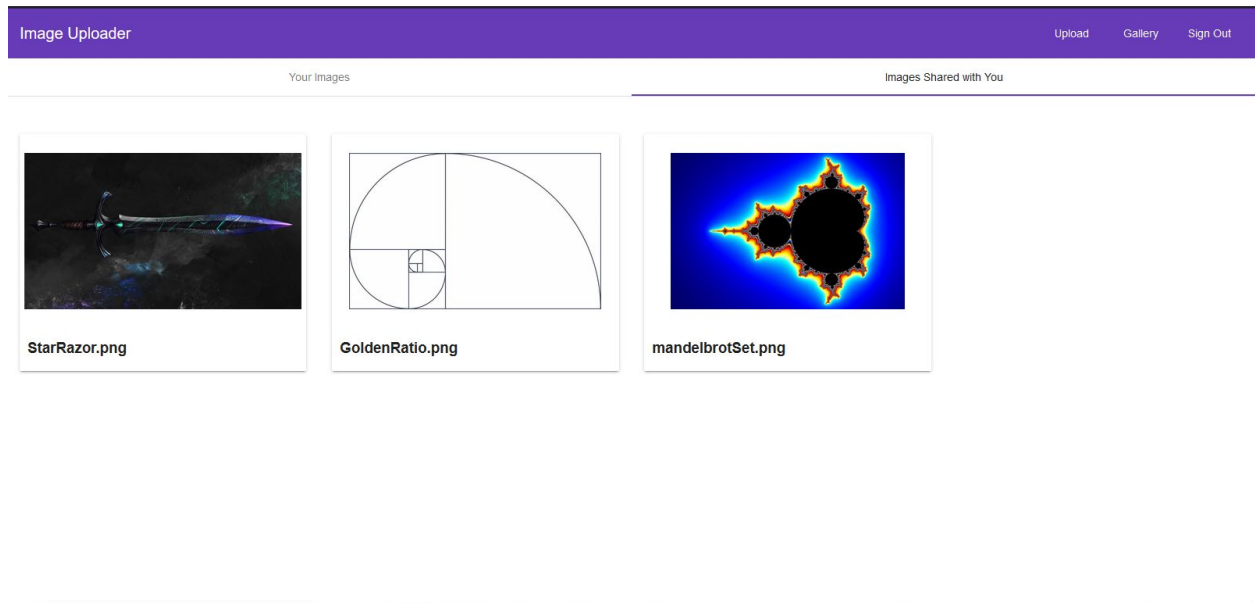 Image Uploader
Upload Gallery Sign Out
Your Images
Images Shared with You
StarRazor.png
GoldenRatio.png
mandelbrotSet.png